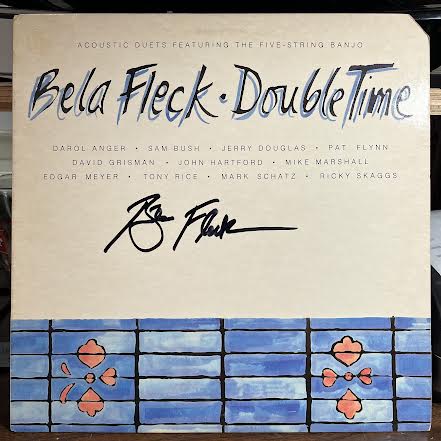 ACOUSTIC DUETS FEATURING THE FIVE-STRING BANJO
Bela Fleck · Double Time
DAROL ANGER · SAM BUSH · JERRY DOUGLAS · PAT FLYNN
DAVID GRISMAN · JOHN HARTFORD · MIKE MARSHALL
EDGAR MEYER · TONY RICE · MARK SCHATZ · RICKY SKAGGS
Béla Fleck